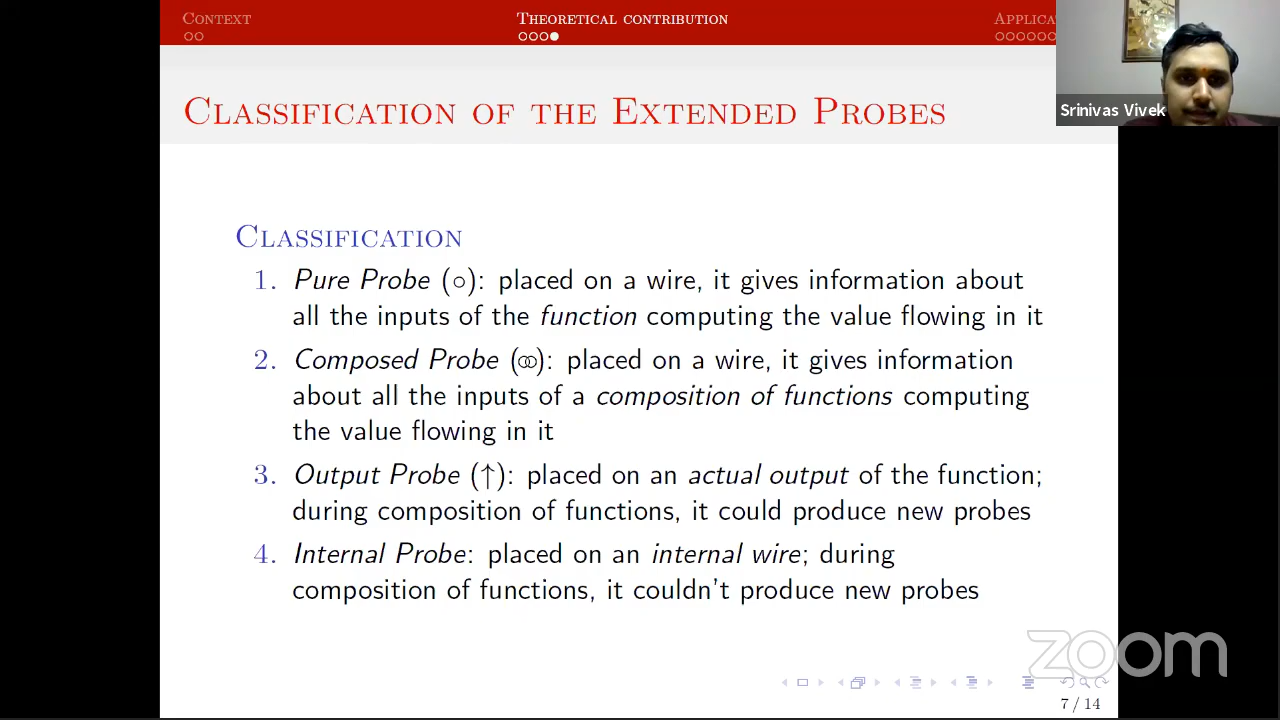 Context
Theoretical contribution
Applica
Srinivas Vivek
Classification of the Extended Probes
Classification
1. Pure Probe (○): placed on a wire, it gives information about
all the inputs of the function computing the value flowing in it
2. Composed Probe (○○): placed on a wire, it gives information
about all the inputs of a composition of functions computing
the value flowing in it
3. Output Probe (↑): placed on an actual output of the function;
during composition of functions, it could produce new probes
4. Internal Probe: placed on an internal wire; during
composition of functions, it couldn't produce new probes
zoom
7 / 14